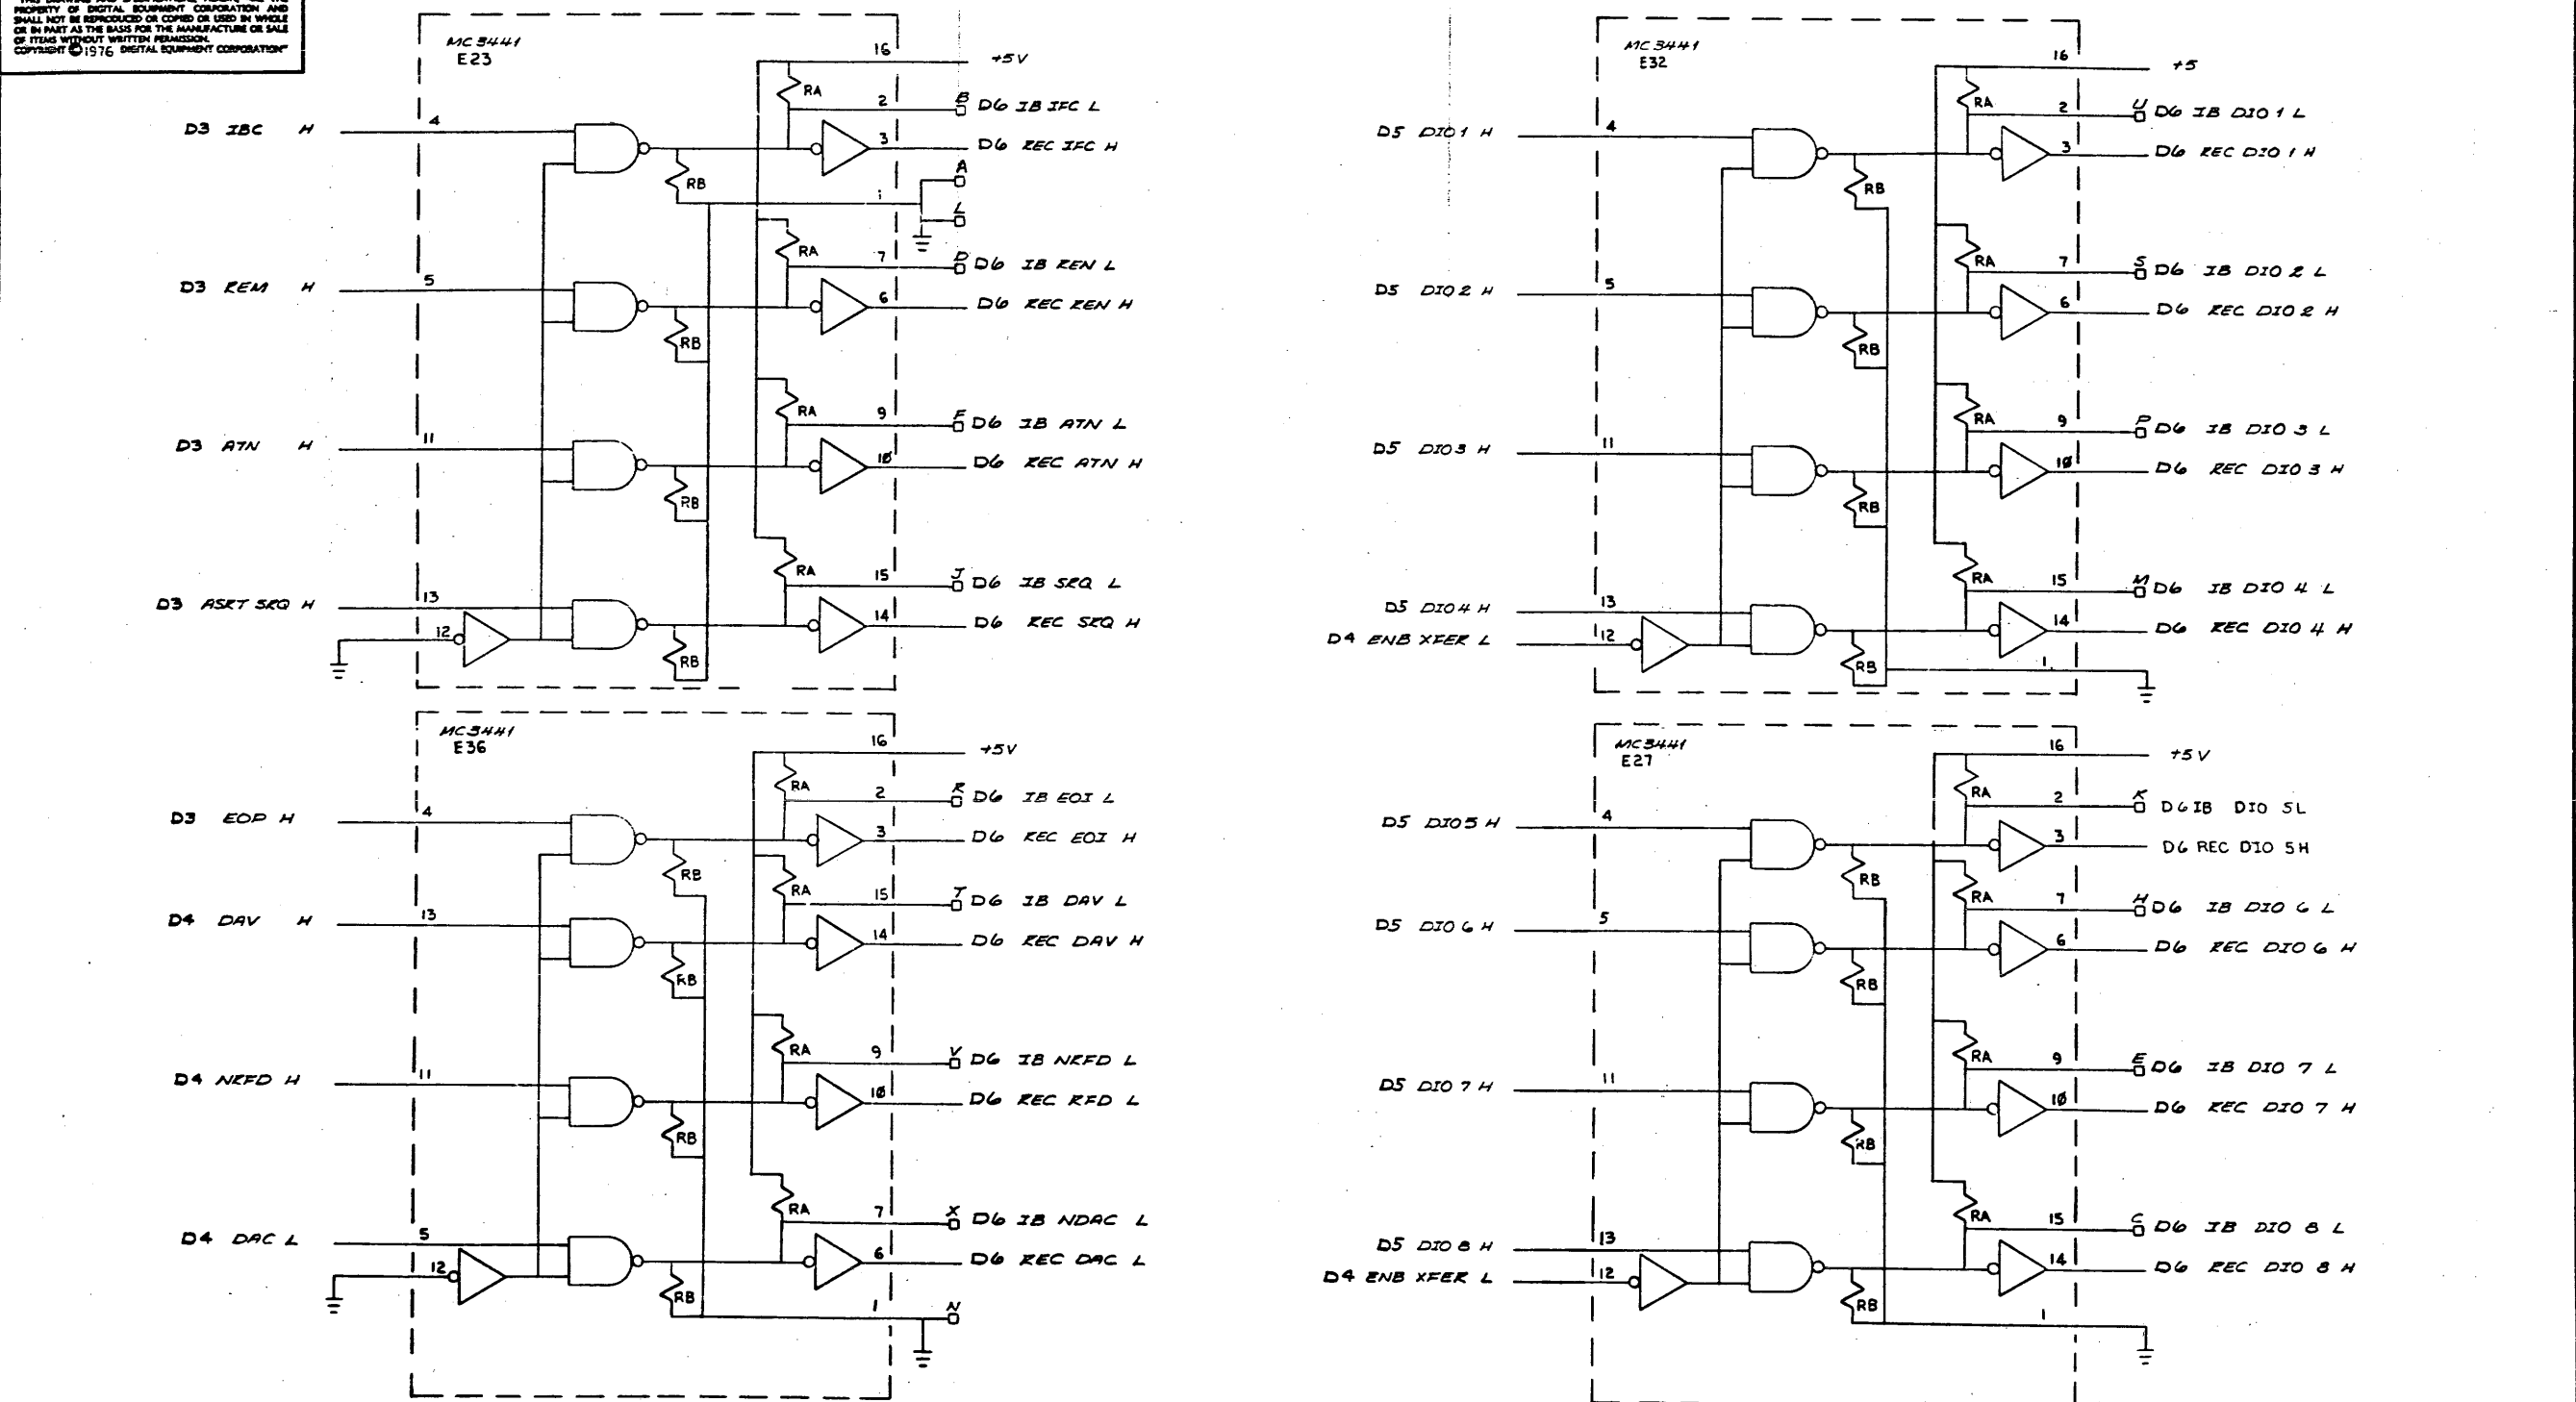 PROPERTY OF DIGITAL EQUIPMENT CORPORATION AND
SHALL NOT BE REPRODUCED OR COPIED OR USED IN WHOLE
OR IN PART AS THE BASIS FOR THE MANUFACTURE OR SALE
OF ITEMS WITHOUT WRITTEN PERMISSION.
COPYRIGHT © 1976 DIGITAL EQUIPMENT CORPORATION"
MC3441
E23
16 +5V
RA
2 B D6 IB IFC L
D3 IBC H 4
3 D6 REC IFC H
RB
A
1
L
RA
7 D D6 IB REN L
D3 REM H 5
6 D6 REC REN H
RB
RA
9 F D6 IB ATN L
D3 ATN H 11
10 D6 REC ATN H
RB
RA
15 J D6 IB SRQ L
D3 ASRT SRQ H 13
14 D6 REC SRQ H
12
RB
MC3441
E36
16 +5V
RA
2 R D6 IB EOI L
D3 EOP H 4
3 D6 REC EOI H
RB
RA
15 T D6 IB DAV L
D4 DAV H 13
14 D6 REC DAV H
RB
RA
9 V D6 IB NRFD L
D4 NRFD H 11
10 D6 REC RFD L
RB
RA
7 X D6 IB NDAC L
D4 DAC L 5
6 D6 REC DAC L
12
RB
1 N
MC3441
E32
16 +5
RA
2 U D6 IB DIO 1 L
D5 DIO 1 H 4
3 D6 REC DIO 1 H
RB
RA
7 S D6 IB DIO 2 L
D5 DIO 2 H 5
6 D6 REC DIO 2 H
RB
RA
9 P D6 IB DIO 3 L
D5 DIO 3 H 11
10 D6 REC DIO 3 H
RB
RA
15 M D6 IB DIO 4 L
D5 DIO 4 H 13
14 D6 REC DIO 4 H
D4 ENB XFER L 12
RB
1
MC3441
E27
16 +5V
RA
2 K D6 IB DIO 5 L
D5 DIO 5 H 4
3 D6 REC DIO 5 H
RB
RA
7 H D6 IB DIO 6 L
D5 DIO 6 H 5
6 D6 REC DIO 6 H
RB
RA
9 E D6 IB DIO 7 L
D5 DIO 7 H 11
10 D6 REC DIO 7 H
RB
RA
15 C D6 IB DIO 8 L
D5 DIO 8 H 13
14 D6 REC DIO 8 H
D4 ENB XFER L 12
RB
1